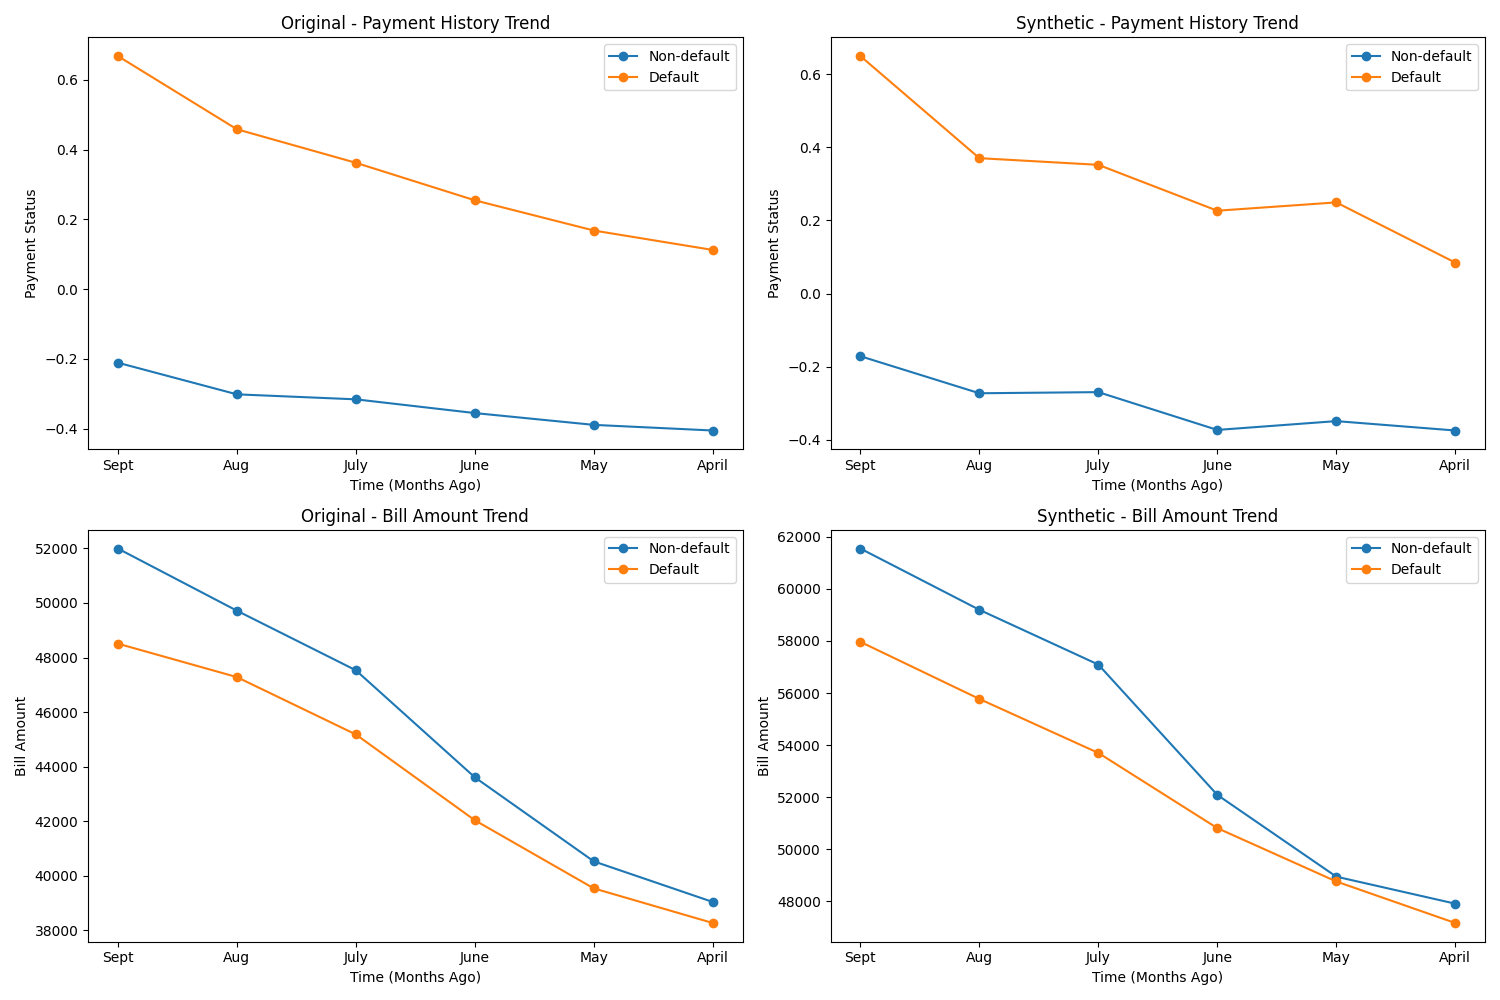 Original - Payment History Trend
Payment Status
0.6
0.4
0.2
0.0
−0.2
−0.4
Non-default
Default
Sept Aug July June May April
Time (Months Ago)
Synthetic - Payment History Trend
Payment Status
0.6
0.4
0.2
0.0
−0.2
−0.4
Non-default
Default
Sept Aug July June May April
Time (Months Ago)
Original - Bill Amount Trend
Bill Amount
52000
50000
48000
46000
44000
42000
40000
38000
Non-default
Default
Sept Aug July June May April
Time (Months Ago)
Synthetic - Bill Amount Trend
Bill Amount
62000
60000
58000
56000
54000
52000
50000
48000
Non-default
Default
Sept Aug July June May April
Time (Months Ago)